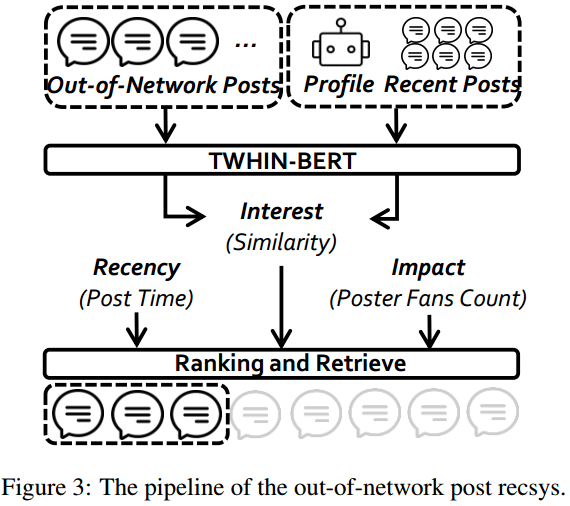 ...
Out-of-Network Posts
Profile Recent Posts
TWHIN-BERT
Interest
(Similarity)
Recency
(Post Time)
Impact
(Poster Fans Count)
Ranking and Retrieve
Figure 3: The pipeline of the out-of-network post recsys.